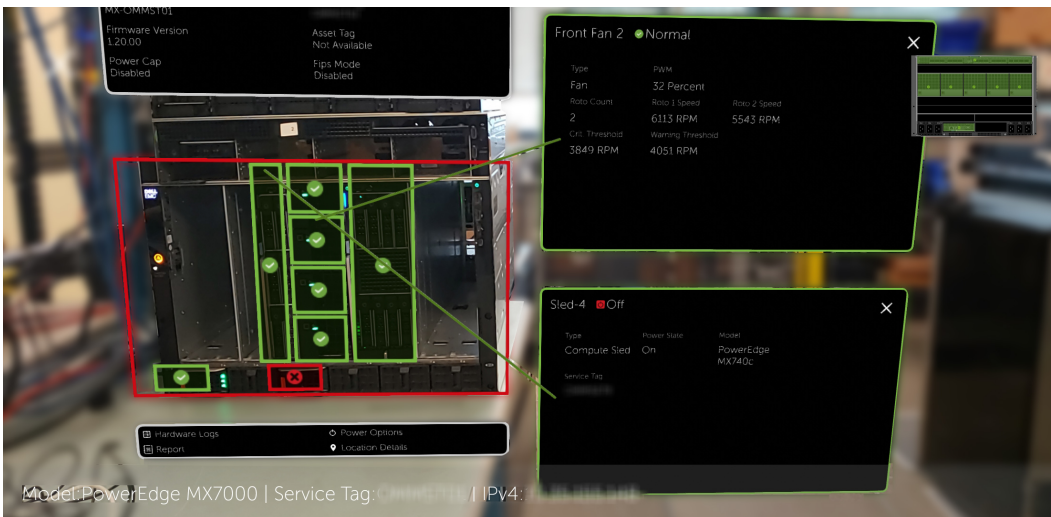 MX-OMMST01
Firmware Version
1.20.00
Asset Tag
Not Available
Power Cap
Disabled
Fips Mode
Disabled
Front Fan 2 Normal
Type
PWM
Fan
32 Percent
Roto Count
Roto 1 Speed
Roto 2 Speed
2
6113 RPM
5543 RPM
Crit. Threshold
Warning Threshold
3849 RPM
4051 RPM
Sled-4 Off
Type
Power State
Model
Compute Sled
On
PowerEdge
MX740c
Service Tag
Hardware Logs
Power Options
Report
Location Details
Model:PowerEdge MX7000 | Service Tag: | IPv4: